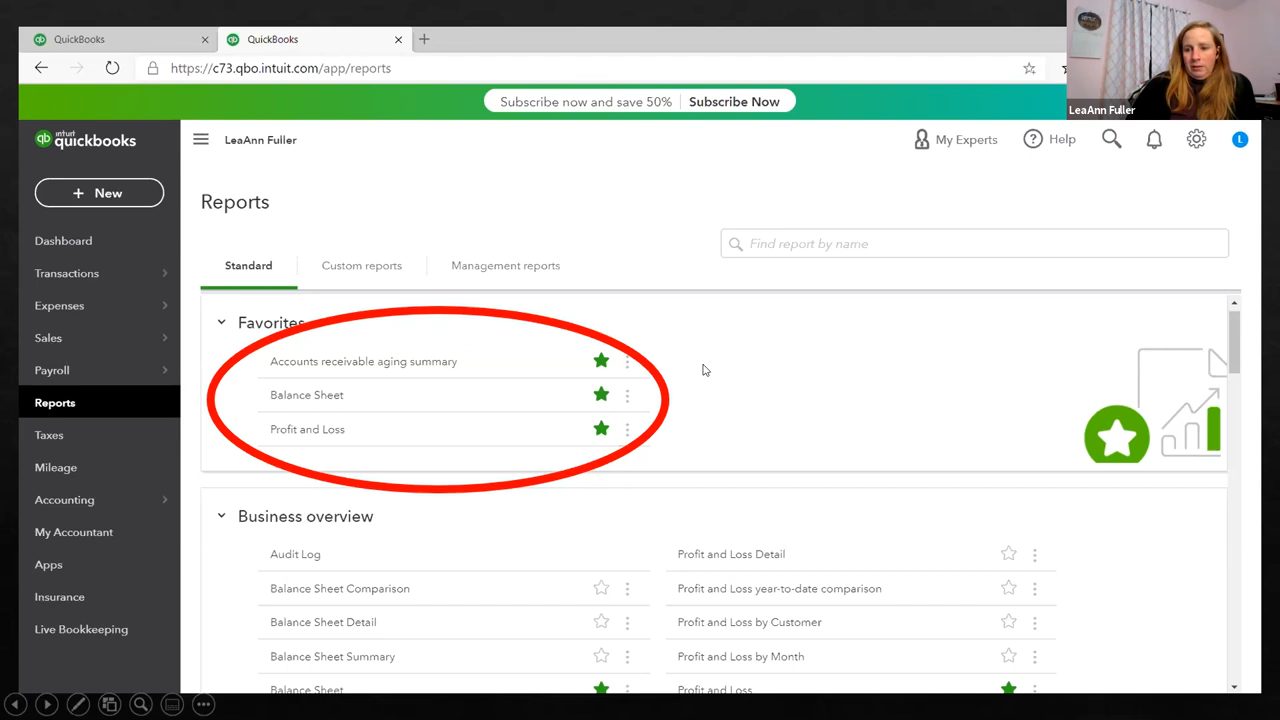 QuickBooks
QuickBooks
https://c73.qbo.intuit.com/app/reports
Subscribe now and save 50% Subscribe Now
LeaAnn Fuller
intuit
quickbooks
LeaAnn Fuller
My Experts
Help
L
+ New
Reports
Find report by name
Dashboard
Transactions
Expenses
Sales
Payroll
Reports
Taxes
Mileage
Accounting
My Accountant
Apps
Insurance
Live Bookkeeping
Standard
Custom reports
Management reports
Favorites
Accounts receivable aging summary
Balance Sheet
Profit and Loss
Business overview
Audit Log
Balance Sheet Comparison
Balance Sheet Detail
Balance Sheet Summary
Balance Sheet
Profit and Loss Detail
Profit and Loss year-to-date comparison
Profit and Loss by Customer
Profit and Loss by Month
Profit and Loss